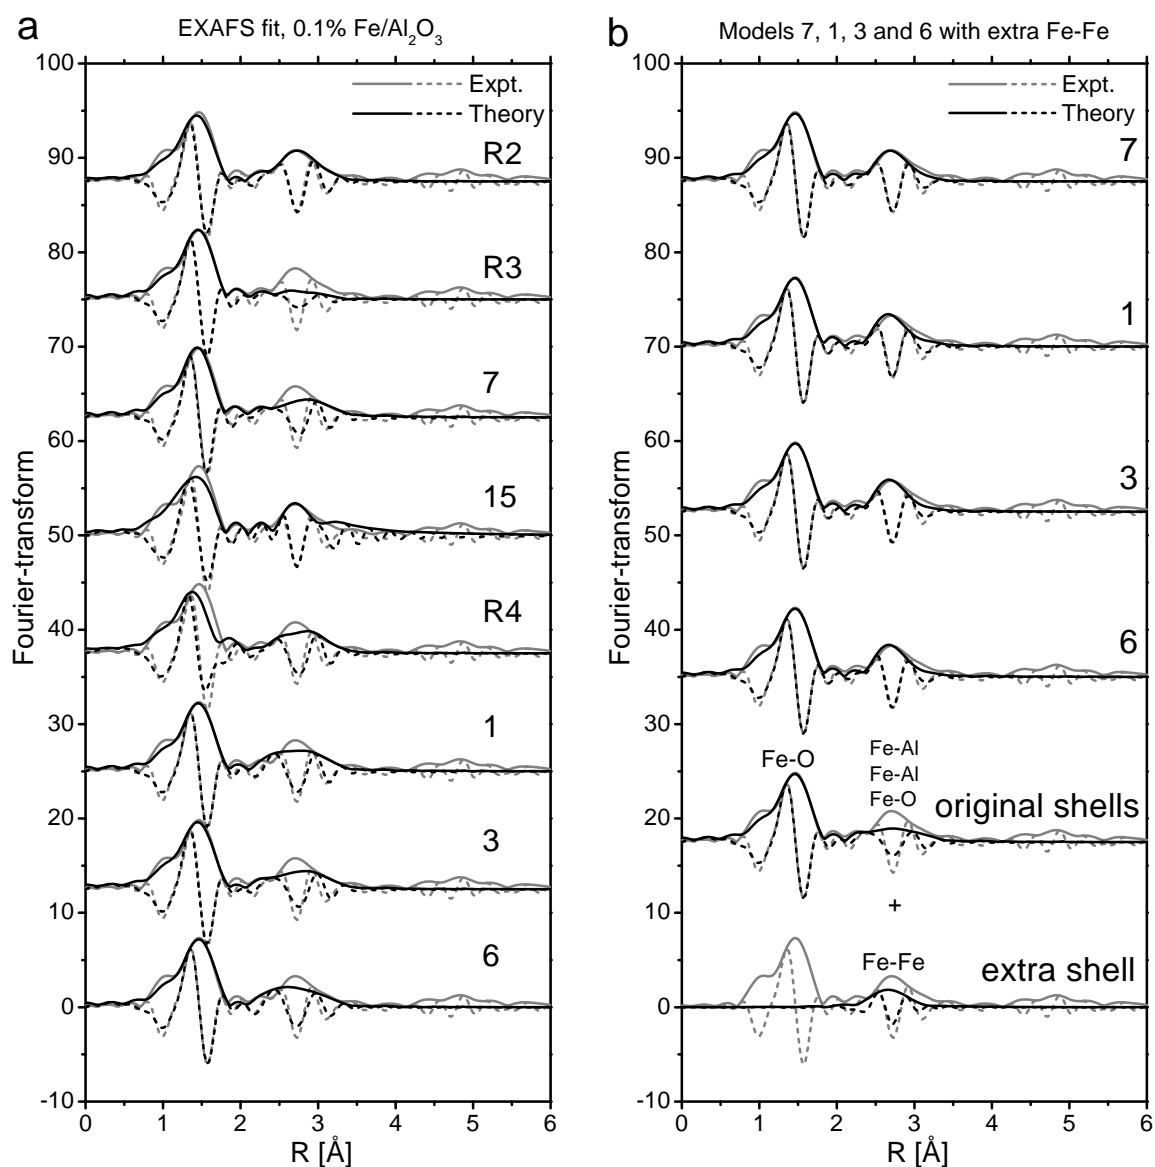 a
EXAFS fit, 0.1% Fe/Al₂O₃
100
90
80
70
60
50
40
30
20
10
0
-10
Fourier-transform
Expt.
Theory
R2
R3
7
15
R4
1
3
6
0 1 2 3 4 5 6
R [Å]
b
Models 7, 1, 3 and 6 with extra Fe-Fe
100
90
80
70
60
50
40
30
20
10
0
-10
Fourier-transform
Expt.
Theory
7
1
3
6
Fe-O
Fe-Al
Fe-Al
Fe-O
original shells
+
Fe-Fe
extra shell
0 1 2 3 4 5 6
R [Å]